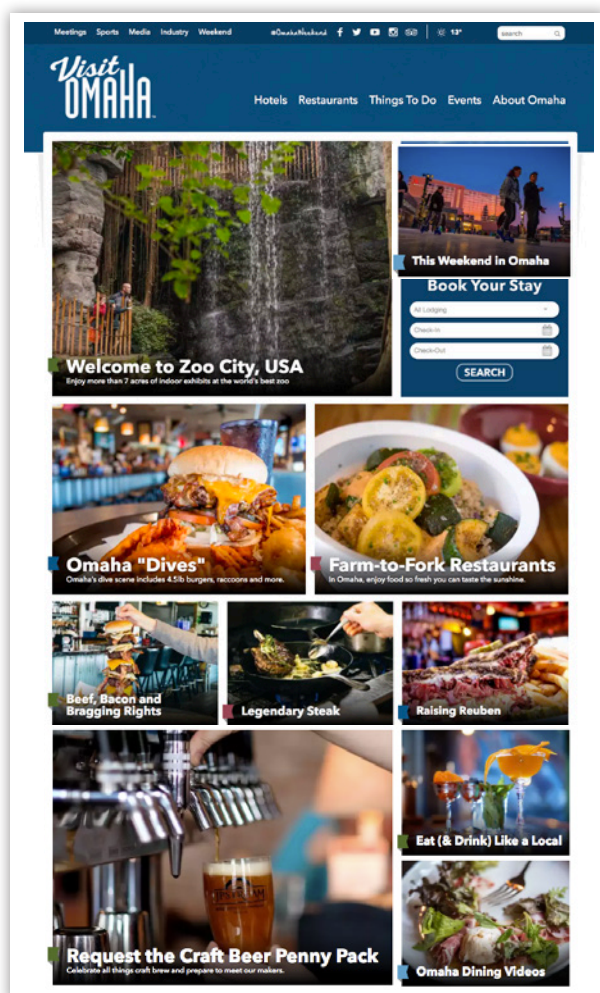 Meetings Sports Media Industry Weekend #OmahaWeekend 13° search
Visit
OMAHA
Hotels Restaurants Things To Do Events About Omaha
This Weekend in Omaha
Book Your Stay
All Lodging
Check-In
Check-Out
SEARCH
Welcome to Zoo City, USA
Enjoy more than 7 acres of indoor exhibits at the world's best zoo
Omaha "Dives"
Omaha's dive scene includes 4.5lb burgers, raccoons and more.
Farm-to-Fork Restaurants
In Omaha, enjoy food so fresh you can taste the sunshine.
Beef, Bacon and
Bragging Rights
Legendary Steak
Raising Reuben
Eat (& Drink) Like a Local
Request the Craft Beer Penny Pack
Celebrate all things craft brew and prepare to meet our makers.
Omaha Dining Videos